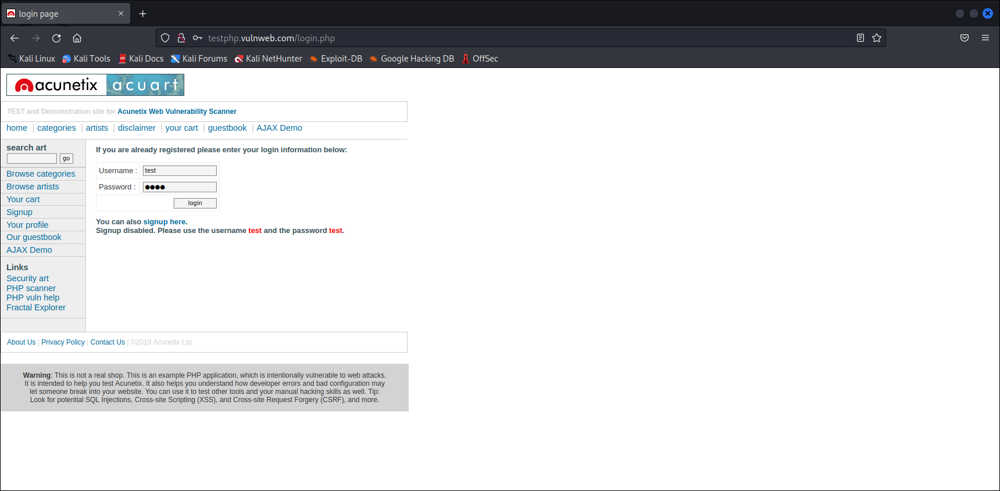 login page
testphp.vulnweb.com/login.php
Kali Linux Kali Tools Kali Docs Kali Forums Kali NetHunter Exploit-DB Google Hacking DB OffSec
acunetix acuart
TEST and Demonstration site for Acunetix Web Vulnerability Scanner
home | categories | artists | disclaimer | your cart | guestbook | AJAX Demo
search art
go
Browse categories
Browse artists
Your cart
Signup
Your profile
Our guestbook
AJAX Demo
Links
Security art
PHP scanner
PHP vuln help
Fractal Explorer
If you are already registered please enter your login information below:
Username : test
Password : ●●●●
login
You can also signup here.
Signup disabled. Please use the username test and the password test.
About Us | Privacy Policy | Contact Us | ©2019 Acunetix Ltd
Warning: This is not a real shop. This is an example PHP application, which is intentionally vulnerable to web attacks.
It is intended to help you test Acunetix. It also helps you understand how developer errors and bad configuration may
let someone break into your website. You can use it to test other tools and your manual hacking skills as well. Tip:
Look for potential SQL Injections, Cross-site Scripting (XSS), and Cross-site Request Forgery (CSRF), and more.